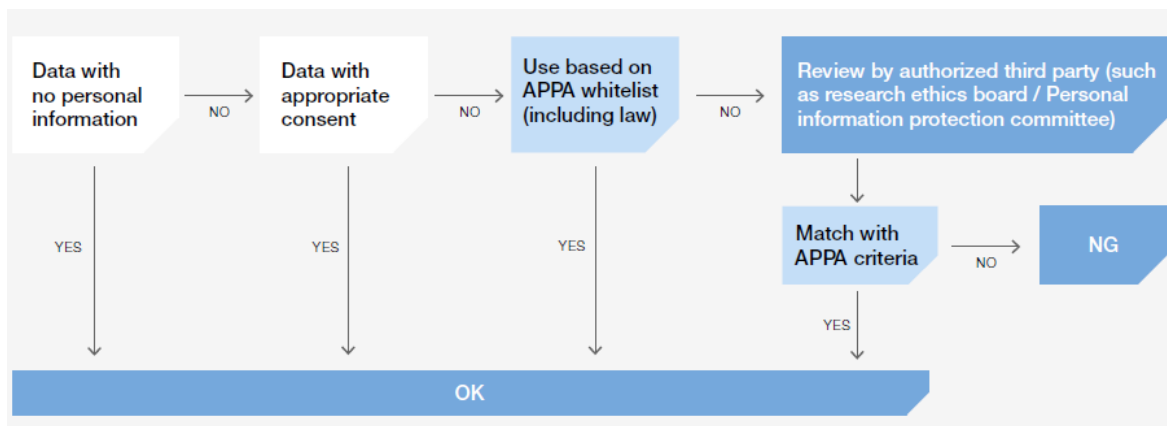 Data with
no personal
information
NO
Data with
appropriate
consent
NO
Use based on
APPA whitelist
(including law)
NO
Review by authorized third party (such
as research ethics board / Personal
information protection committee)
YES
YES
YES
Match with
APPA criteria
NO
NG
YES
OK